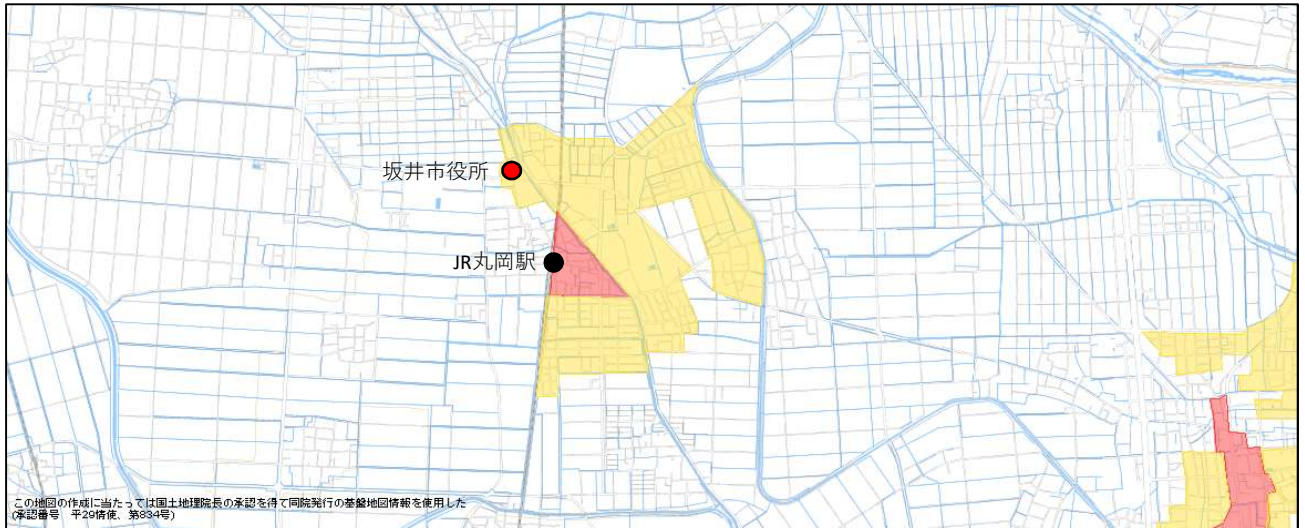 坂井市役所
JR丸岡駅
この地図の作成に当たっては国土地理院長の承認を得て同院発行の基盤地図情報を使用した
(承認番号　平29情使、第834号)